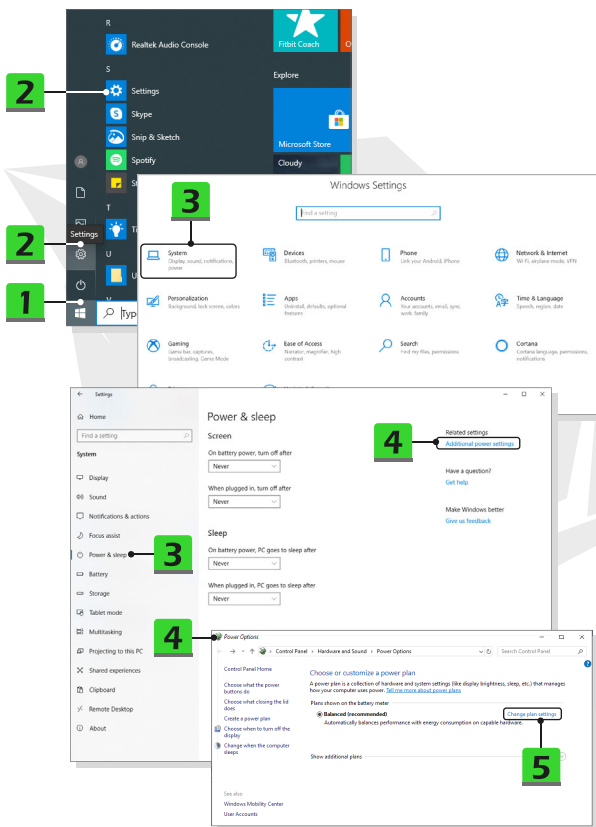 R
Realtek Audio Console
S
Settings
Skype
Snip & Sketch
Spotify
T
U
Settings
Fitbit Coach
Explore
Microsoft Store
Cloudy
2
2
1
Windows Settings
Find a setting
3
System
Display, sound, notifications,
power
Devices
Bluetooth, printers, mouse
Phone
Link your Android, iPhone
Network & Internet
Wi-Fi, airplane mode, VPN
Personalization
Background, lock screen, colors
Apps
Uninstall, defaults, optional
features
Accounts
Your accounts, email, sync,
work, family
Time & Language
Speech, region, date
Gaming
Game bar, captures,
broadcasting, Game Mode
Ease of Access
Narrator, magnifier, high
contrast
Search
Find my files, permissions
Cortana
Cortana language, permissions,
notifications
Settings
Home
Find a setting
System
Display
Sound
Notifications & actions
Focus assist
Power & sleep
Battery
Storage
Tablet mode
Multitasking
Projecting to this PC
Shared experiences
Clipboard
Remote Desktop
About
3
Power & sleep
Screen
On battery power, turn off after
Never
When plugged in, turn off after
Never
Sleep
On battery power, PC goes to sleep after
Never
When plugged in, PC goes to sleep after
Never
4
Related settings
Additional power settings
Have a question?
Get help
Make Windows better
Give us feedback
4
Power Options
Control Panel › Hardware and Sound › Power Options
Search Control Panel
Control Panel Home
Choose what the power
buttons do
Choose what closing the lid
does
Create a power plan
Choose when to turn off the
display
Change when the computer
sleeps
See also
Windows Mobility Center
User Accounts
Choose or customize a power plan
A power plan is a collection of hardware and system settings (like display brightness, sleep, etc.) that manages
how your computer uses power. Tell me more about power plans
Plans shown on the battery meter
Balanced (recommended)
Change plan settings
Automatically balances performance with energy consumption on capable hardware.
5
Show additional plans